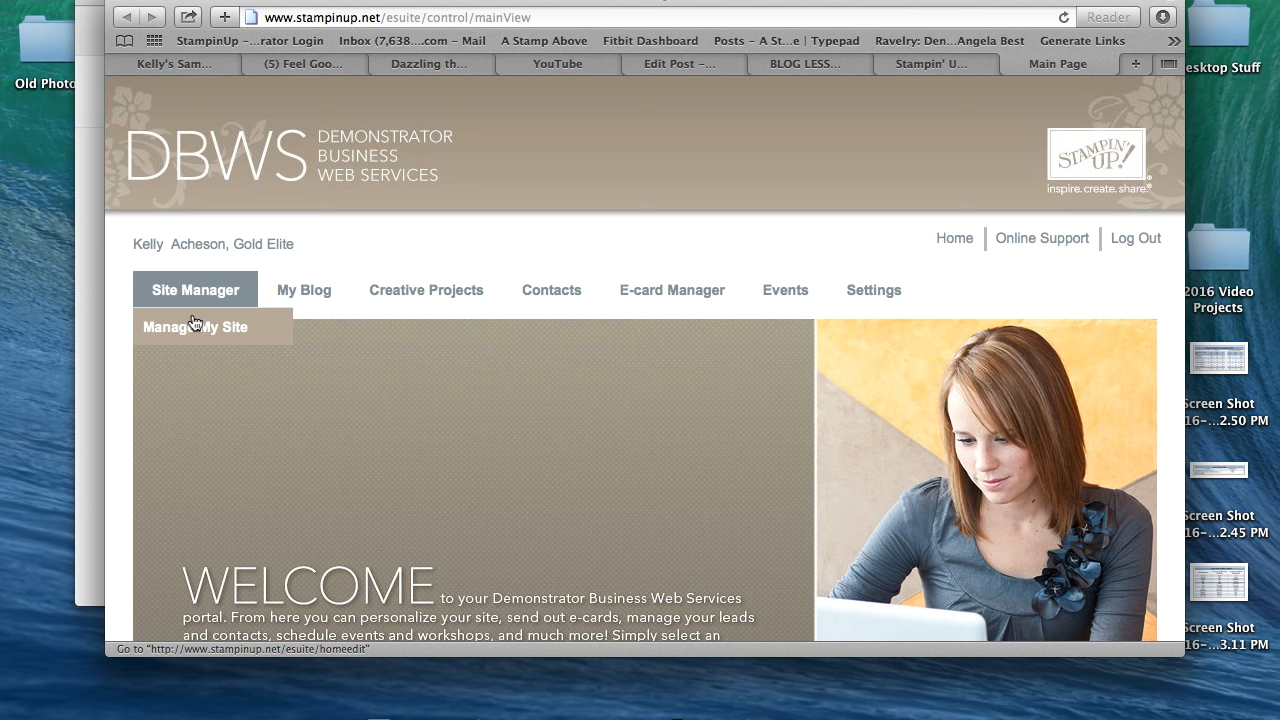 www.stampinup.net/esuite/control/mainView
Reader
StampinUp -...rator Login Inbox (7,638....com - Mail A Stamp Above Fitbit Dashboard Posts - A St...e | Typepad Ravelry: Den...Angela Best Generate Links
Kelly's Sam... (5) Feel Goo... Dazzling th... YouTube Edit Post -... BLOG LESS... Stampin' U... Main Page
Old Photo
esktop Stuff
DBWS
DEMONSTRATOR
BUSINESS
WEB SERVICES
STAMPIN'
UP!
inspire.create.share.
Kelly Acheson, Gold Elite
Home Online Support Log Out
Site Manager My Blog Creative Projects Contacts E-card Manager Events Settings
Manage My Site
WELCOME to your Demonstrator Business Web Services
portal. From here you can personalize your site, send out e-cards, manage your leads
and contacts, schedule events and workshops, and much more! Simply select an
Go to "http://www.stampinup.net/esuite/homeedit"
2016 Video
Projects
Screen Shot
16-...2.50 PM
Screen Shot
16-...2.45 PM
Screen Shot
16-...3.11 PM